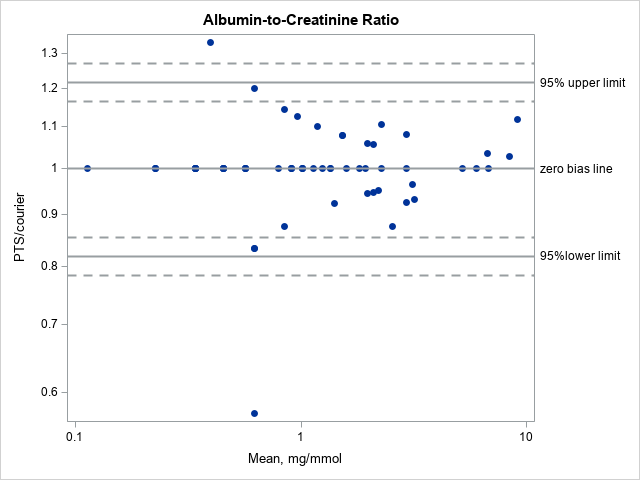 Albumin-to-Creatinine Ratio
1.3
1.2
1.1
1
0.9
0.8
0.7
0.6
PTS/courier
95% upper limit
zero bias line
95%lower limit
0.1
1
10
Mean, mg/mmol